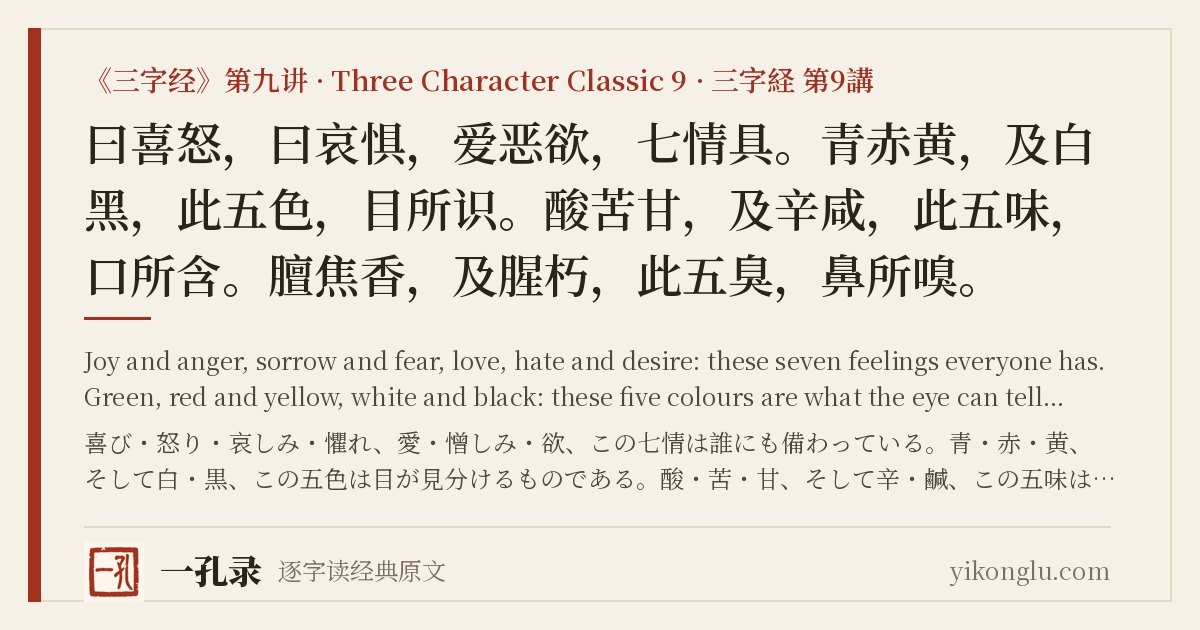 《三字经》第九讲 · Three Character Classic 9 · 三字経 第9講
曰喜怒，曰哀惧，爱恶欲，七情具。青赤黄，及白
黑，此五色，目所识。酸苦甘，及辛咸，此五味，
口所含。膻焦香，及腥朽，此五臭，鼻所嗅。
Joy and anger, sorrow and fear, love, hate and desire: these seven feelings everyone has.
Green, red and yellow, white and black: these five colours are what the eye can tell...
喜び・怒り・哀しみ・懼れ、愛・憎しみ・欲、この七情は誰にも備わっている。青・赤・黄、
そして白・黒、この五色は目が見分けるものである。酸・苦・甘、そして辛・鹹、この五味は…
一孔
一孔录 逐字读经典原文
yikonglu.com